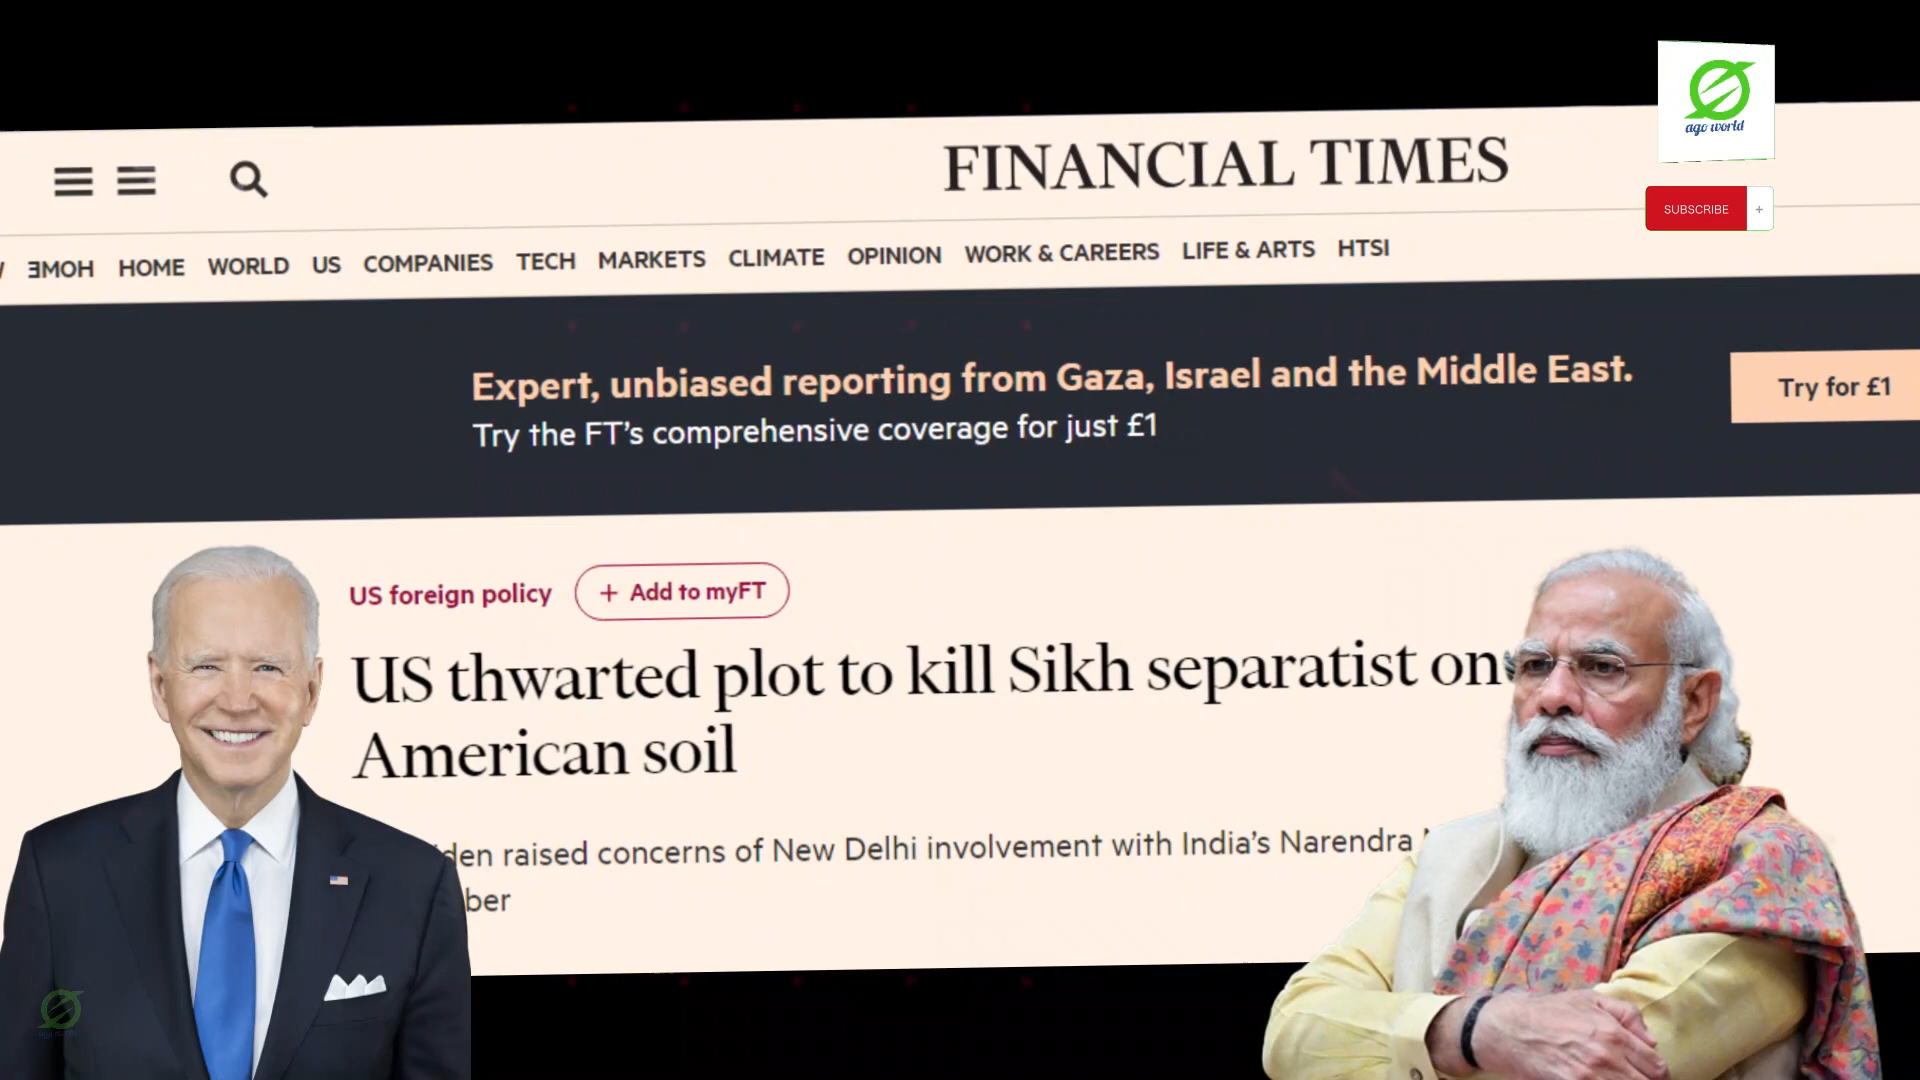 ago world
FINANCIAL TIMES
SUBSCRIBE +
HOME HOME WORLD US COMPANIES TECH MARKETS CLIMATE OPINION WORK & CAREERS LIFE & ARTS HTSI
Expert, unbiased reporting from Gaza, Israel and the Middle East.
Try for £1
Try the FT's comprehensive coverage for just £1
US foreign policy
+ Add to myFT
US thwarted plot to kill Sikh separatist on
American soil
den raised concerns of New Delhi involvement with India's Narendra
ber